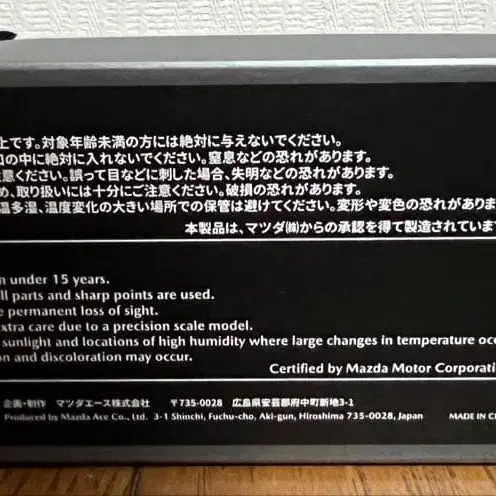 上です。対象年齢未満の方には絶対に与えないでください。
口の中に絶対に入れないでください。窒息などの恐れがあります。
意ください。誤って目などに刺した場合、失明などの恐れがあります。
め、取り扱いには十分にご注意ください。破損の恐れがあります。
温多湿、温度変化の大きい場所での保管は避けてください。変形や変色の恐れがありま
本製品は、マツダ㈱からの承認を得て製造されています
n under 15 years.
ll parts and sharp points are used.
e permanent loss of sight.
extra care due to a precision scale model.
sunlight and locations of high humidity where large changes in temperature occ
on and discoloration may occur.
Certified by Mazda Motor Corporatio
企画・制作 マツダエース株式会社 〒735-0028 広島県安芸郡府中町新地3-1
Produced by Mazda Ace Co., Ltd. 3-1 Shinchi, Fuchu-cho, Aki-gun, Hiroshima 735-0028, Japan
MADE IN C